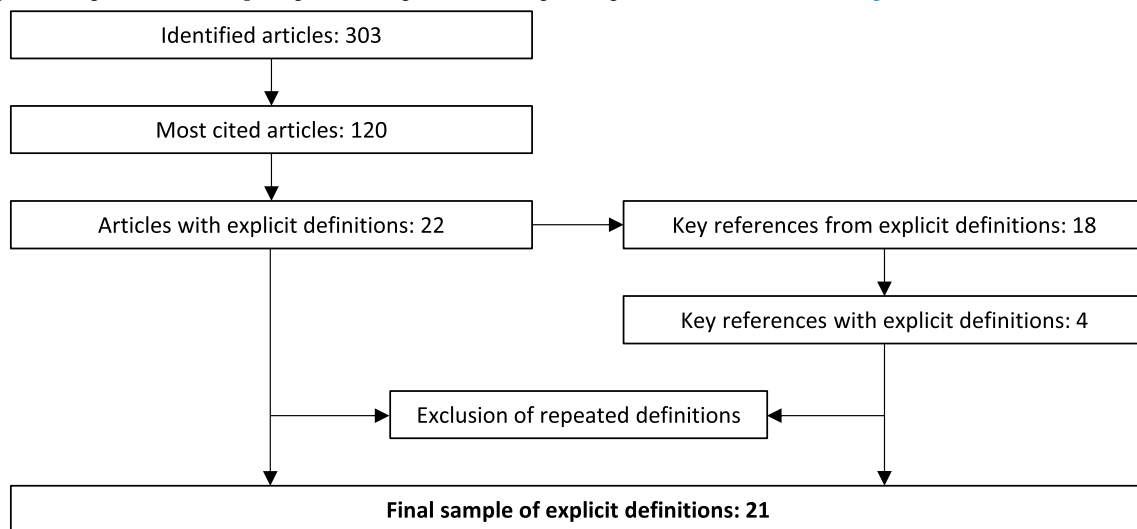 Identified articles: 303
Most cited articles: 120
Articles with explicit definitions: 22
Key references from explicit definitions: 18
Key references with explicit definitions: 4
Exclusion of repeated definitions
Final sample of explicit definitions: 21